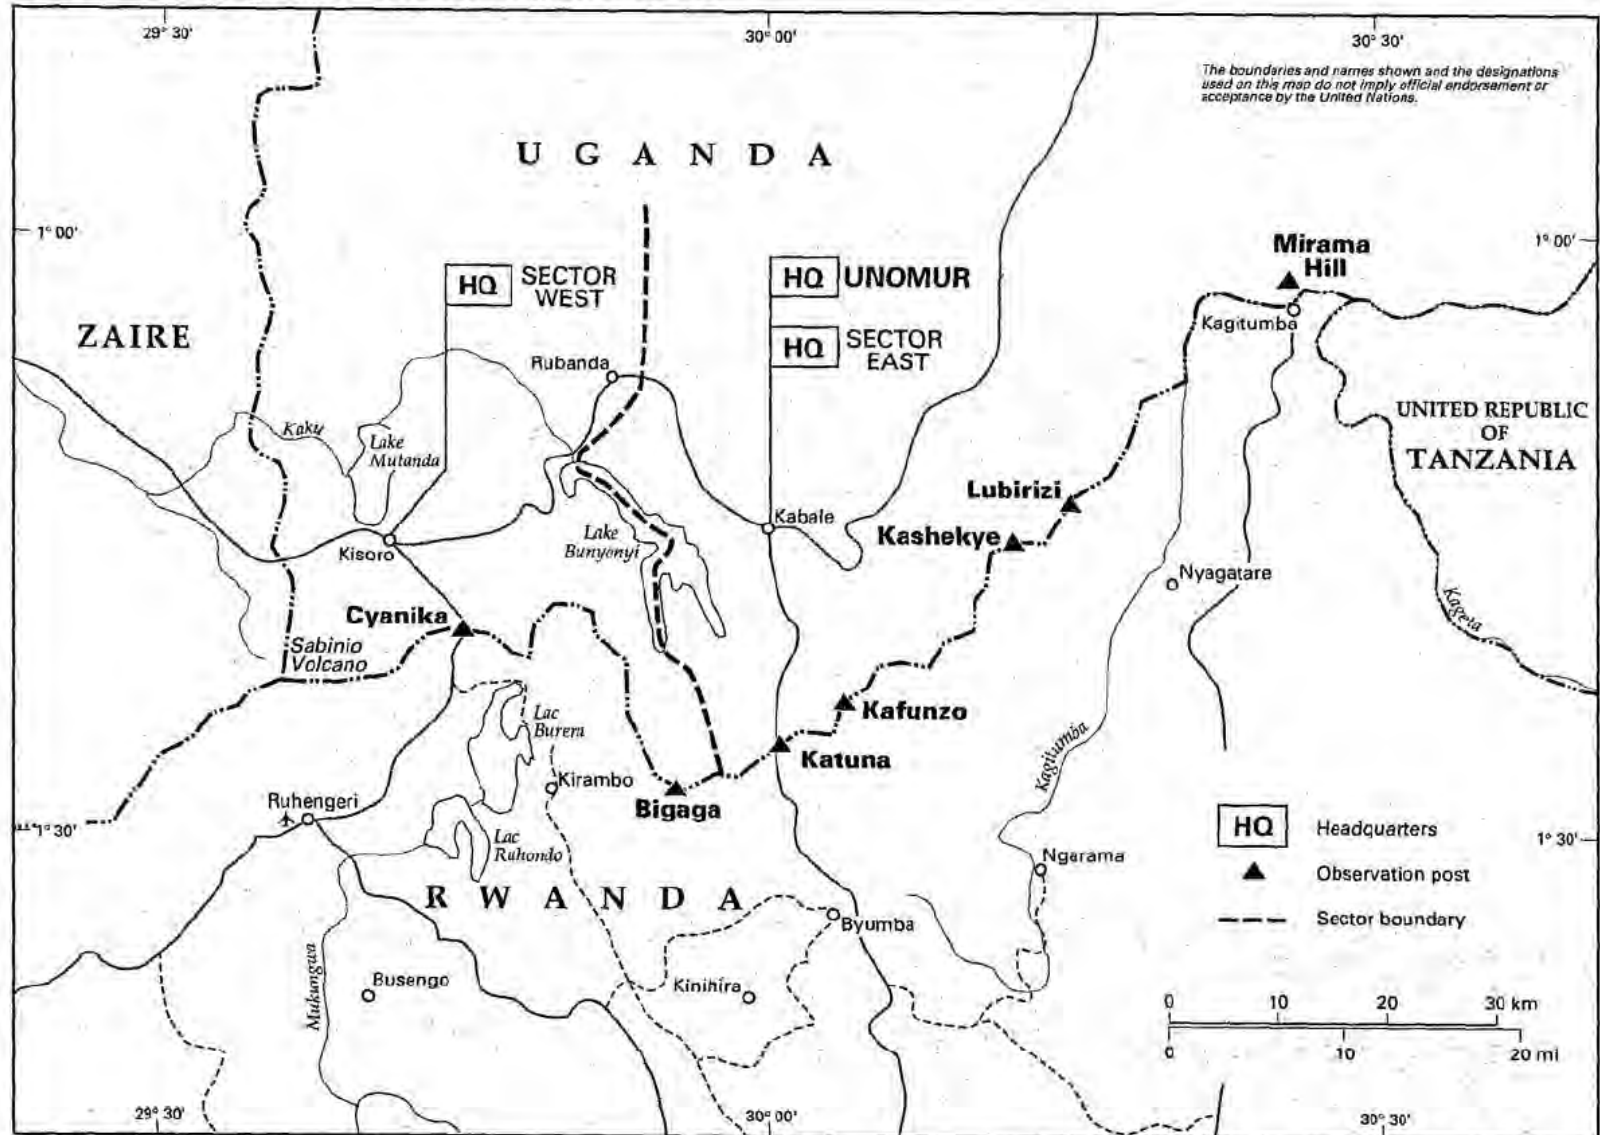 29° 30'
30° 00'
30° 30'
The boundaries and names shown and the designations
used on this map do not imply official endorsement or
acceptance by the United Nations.
UGANDA
1° 00'
1° 00'
Mirama
Hill
HQ SECTOR
WEST
HQ UNOMUR
ZAIRE
Kagitumba
HQ SECTOR
EAST
Rubanda
UNITED REPUBLIC
OF
TANZANIA
Kaku
Lake
Mutanda
Lubirizi
Kabale
Kashekye
Lake
Bunyonyi
Kisoro
Nyagatare
Kagera
Cyanika
Sabinio
Volcano
Kafunzo
Lac
Burera
Katuna
Kagitumba
Kirambo
Bigaga
Ruhengeri
1° 30'
HQ Headquarters
1° 30'
Lac
Ruhondo
Ngarama
Observation post
RWANDA
Byumba
Sector boundary
Mukungwa
Busengo
Kinihira
0 10 20 30 km
0 10 20 mi
29° 30'
30° 00'
30° 30'